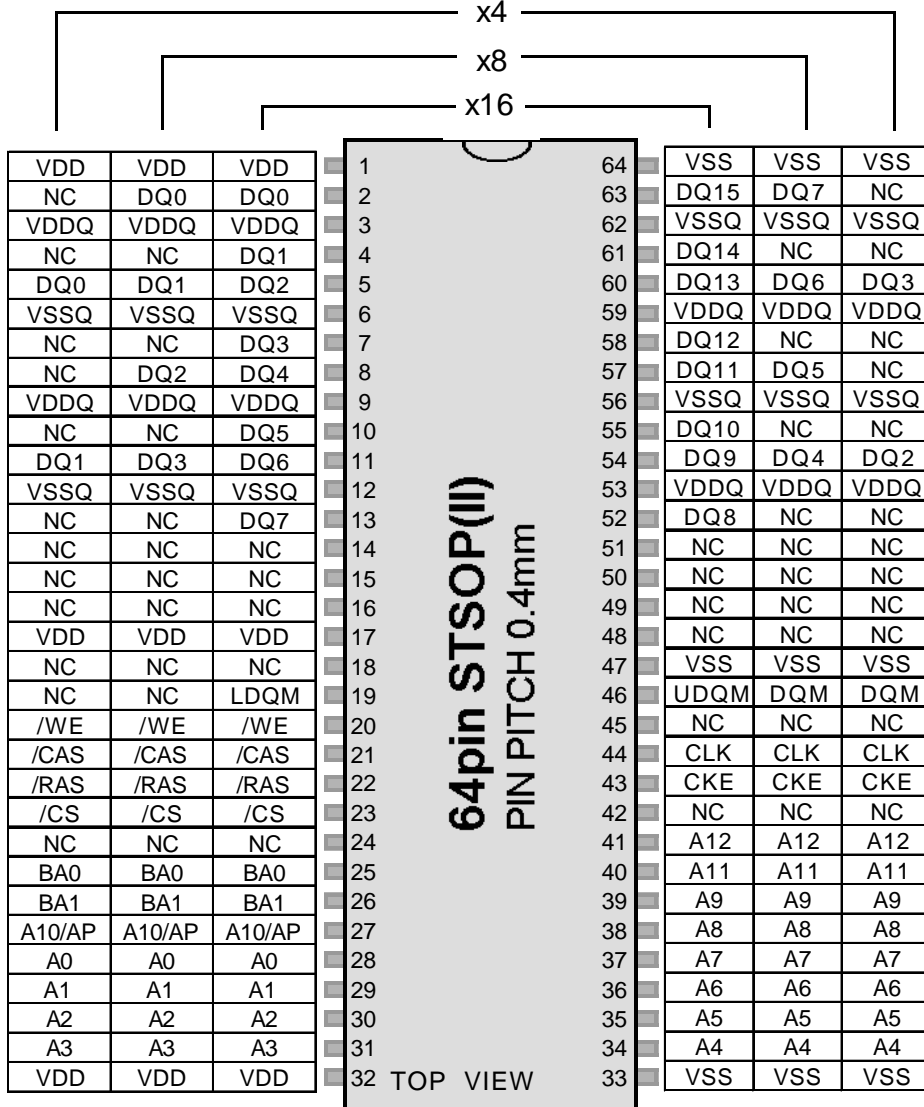 x4
x8
x16
VDD VDD VDD 1 64 VSS VSS VSS
NC DQ0 DQ0 2 63 DQ15 DQ7 NC
VDDQ VDDQ VDDQ 3 62 VSSQ VSSQ VSSQ
NC NC DQ1 4 61 DQ14 NC NC
DQ0 DQ1 DQ2 5 60 DQ13 DQ6 DQ3
VSSQ VSSQ VSSQ 6 59 VDDQ VDDQ VDDQ
NC NC DQ3 7 58 DQ12 NC NC
NC DQ2 DQ4 8 57 DQ11 DQ5 NC
VDDQ VDDQ VDDQ 9 56 VSSQ VSSQ VSSQ
NC NC DQ5 10 55 DQ10 NC NC
DQ1 DQ3 DQ6 11 54 DQ9 DQ4 DQ2
VSSQ VSSQ VSSQ 12 53 VDDQ VDDQ VDDQ
NC NC DQ7 13 52 DQ8 NC NC
NC NC NC 14 51 NC NC NC
NC NC NC 15 50 NC NC NC
NC NC NC 16 49 NC NC NC
VDD VDD VDD 17 48 NC NC NC
NC NC NC 18 47 VSS VSS VSS
NC NC LDQM 19 46 UDQM DQM DQM
/WE /WE /WE 20 45 NC NC NC
/CAS /CAS /CAS 21 44 CLK CLK CLK
/RAS /RAS /RAS 22 43 CKE CKE CKE
/CS /CS /CS 23 42 NC NC NC
NC NC NC 24 41 A12 A12 A12
BA0 BA0 BA0 25 40 A11 A11 A11
BA1 BA1 BA1 26 39 A9 A9 A9
A10/AP A10/AP A10/AP 27 38 A8 A8 A8
A0 A0 A0 28 37 A7 A7 A7
A1 A1 A1 29 36 A6 A6 A6
A2 A2 A2 30 35 A5 A5 A5
A3 A3 A3 31 34 A4 A4 A4
VDD VDD VDD 32 TOP VIEW 33 VSS VSS VSS
64pin STSOP(II)
PIN PITCH 0.4mm